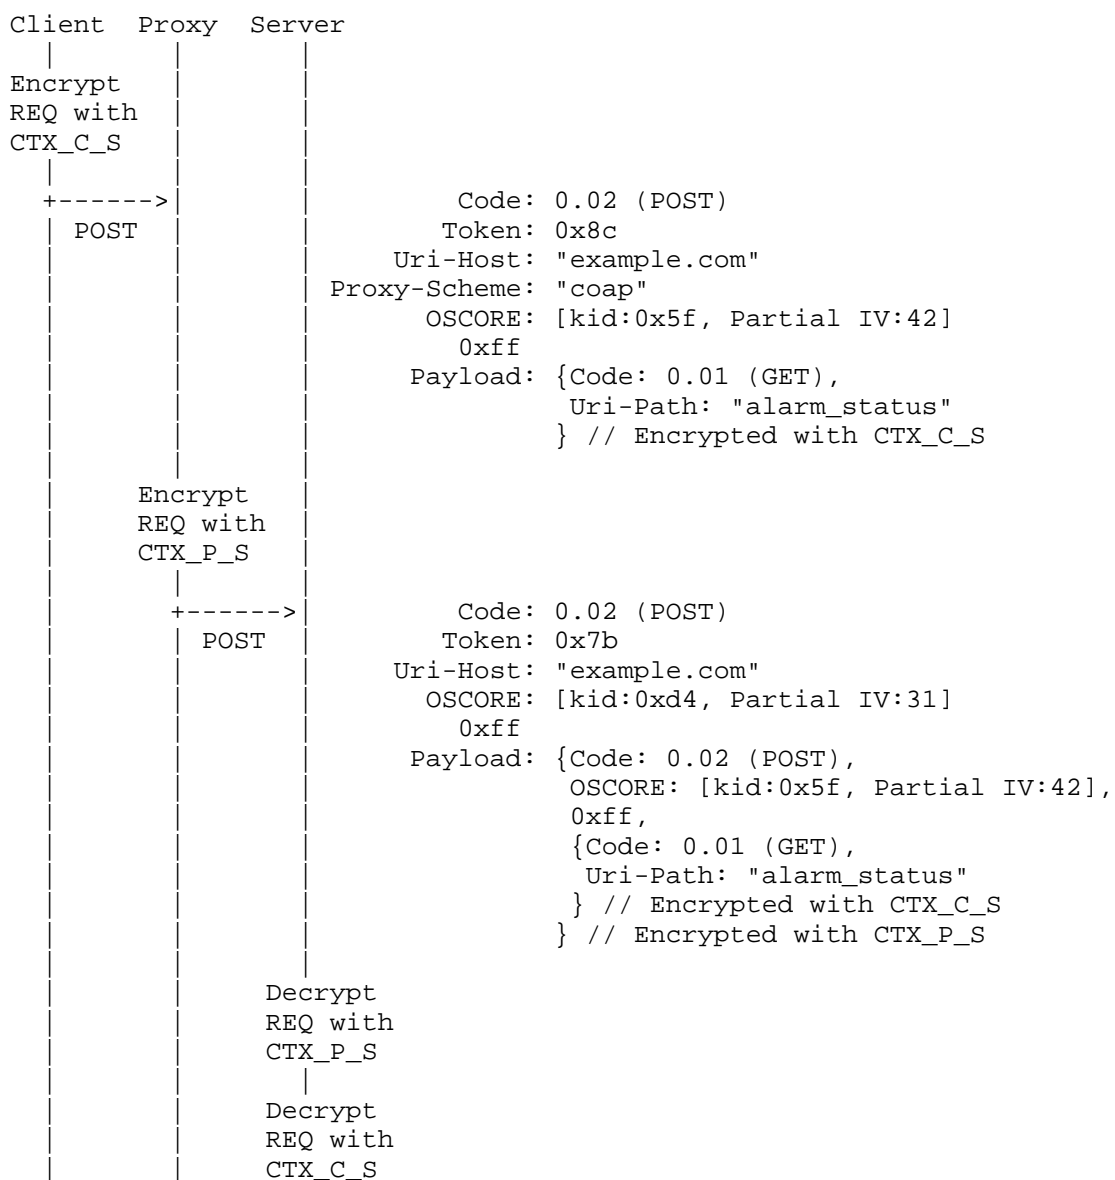 Client  Proxy  Server
  |       |       |
Encrypt   |       |
REQ with  |       |
CTX_C_S   |       |
  |       |       |
  +------>|       |         Code: 0.02 (POST)
  | POST  |       |        Token: 0x8c
  |       |       |     Uri-Host: "example.com"
  |       |       | Proxy-Scheme: "coap"
  |       |       |       OSCORE: [kid:0x5f, Partial IV:42]
  |       |       |         0xff
  |       |       |      Payload: {Code: 0.01 (GET),
  |       |       |                Uri-Path: "alarm_status"
  |       |       |               } // Encrypted with CTX_C_S
  |       |       |
  |     Encrypt   |
  |     REQ with  |
  |     CTX_P_S   |
  |       |       |
  |       +------>|         Code: 0.02 (POST)
  |       | POST  |        Token: 0x7b
  |       |       |     Uri-Host: "example.com"
  |       |       |       OSCORE: [kid:0xd4, Partial IV:31]
  |       |       |         0xff
  |       |       |      Payload: {Code: 0.02 (POST),
  |       |       |                OSCORE: [kid:0x5f, Partial IV:42],
  |       |       |                0xff,
  |       |       |                {Code: 0.01 (GET),
  |       |       |                 Uri-Path: "alarm_status"
  |       |       |                } // Encrypted with CTX_C_S
  |       |       |               } // Encrypted with CTX_P_S
  |       |       |
  |       |     Decrypt
  |       |     REQ with
  |       |     CTX_P_S
  |       |       |
  |       |     Decrypt
  |       |     REQ with
  |       |     CTX_C_S